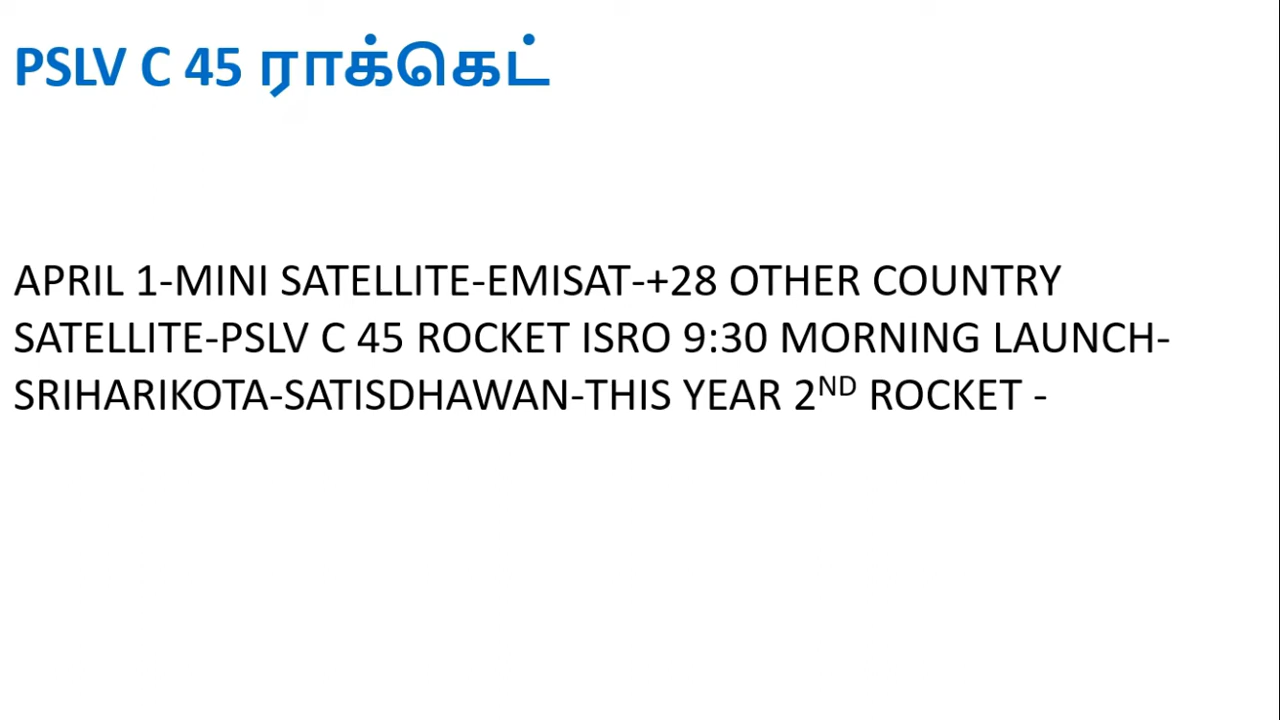 PSLV C 45 ராக்கெட்
APRIL 1-MINI SATELLITE-EMISAT-+28 OTHER COUNTRY
SATELLITE-PSLV C 45 ROCKET ISRO 9:30 MORNING LAUNCH-
SRIHARIKOTA-SATISDHAWAN-THIS YEAR 2ND ROCKET -